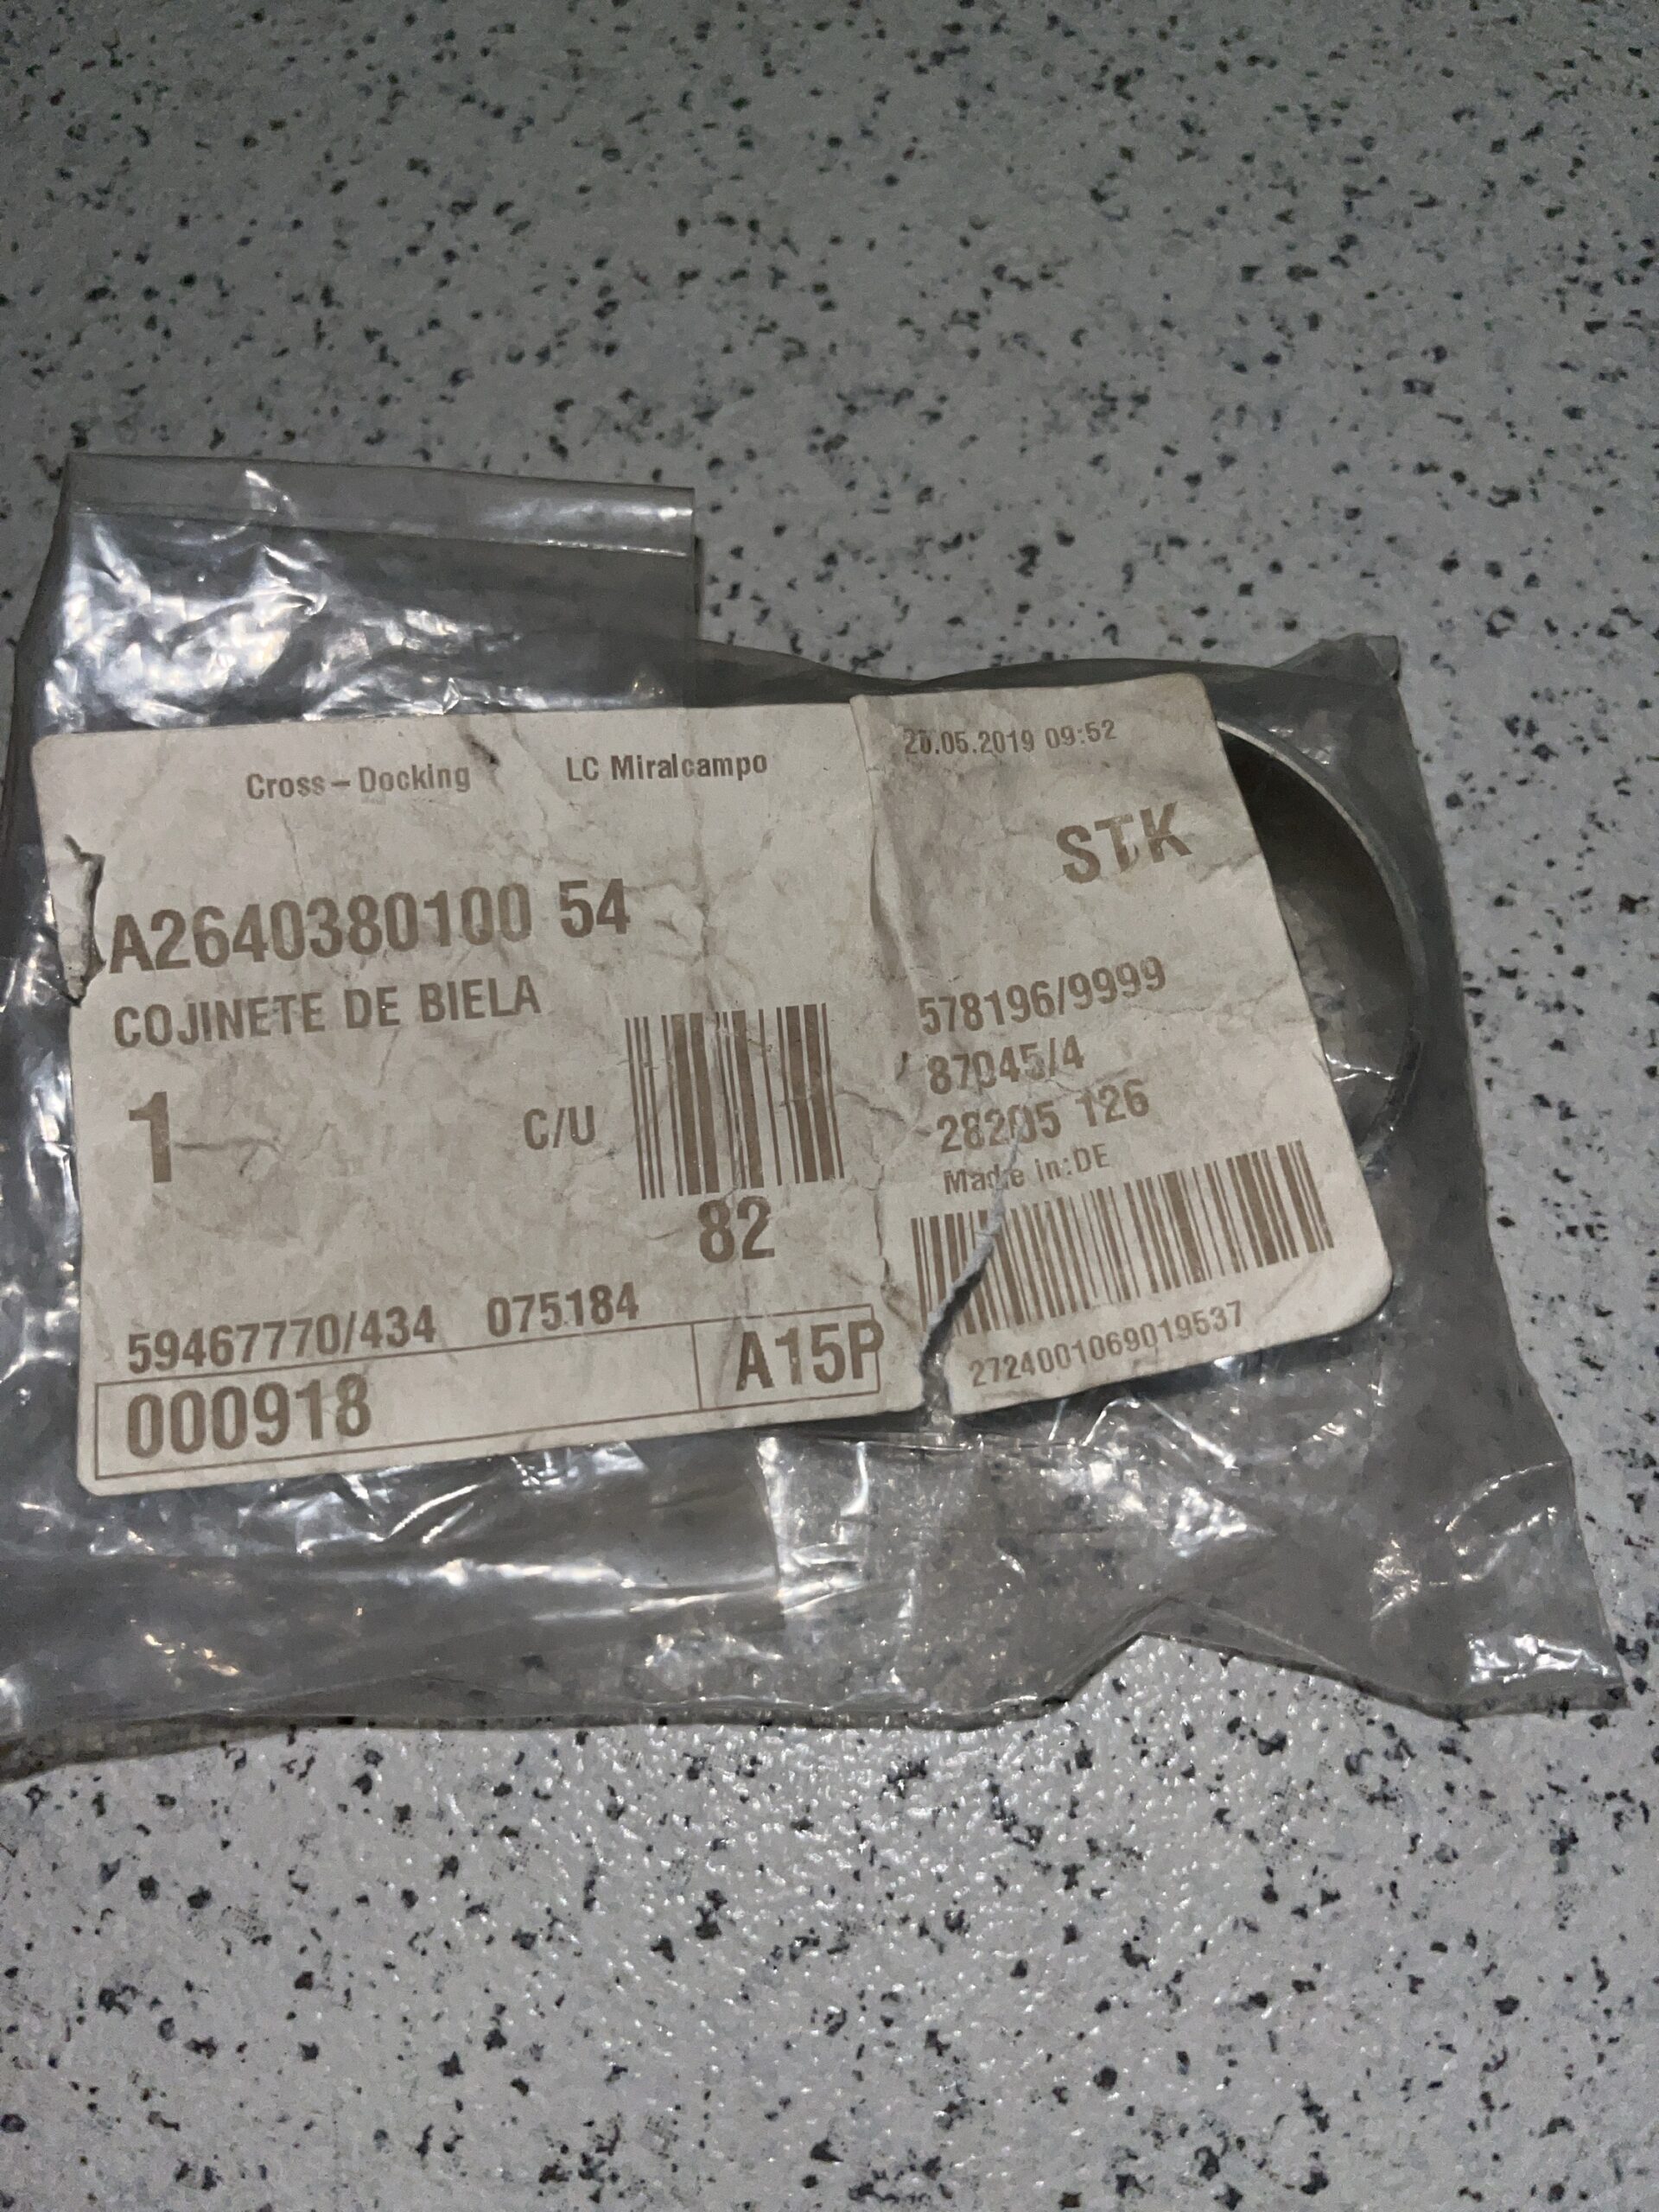 Cross-Docking LC Miralcampo
A2640380100 54
COJINETE DE BIELA
1 C/U
82
59467770/434 075184
000918 A15P
.05.2019 09:52
STK
578196/9999
87045/4
28205 126
Made in:DE
2724001069019537